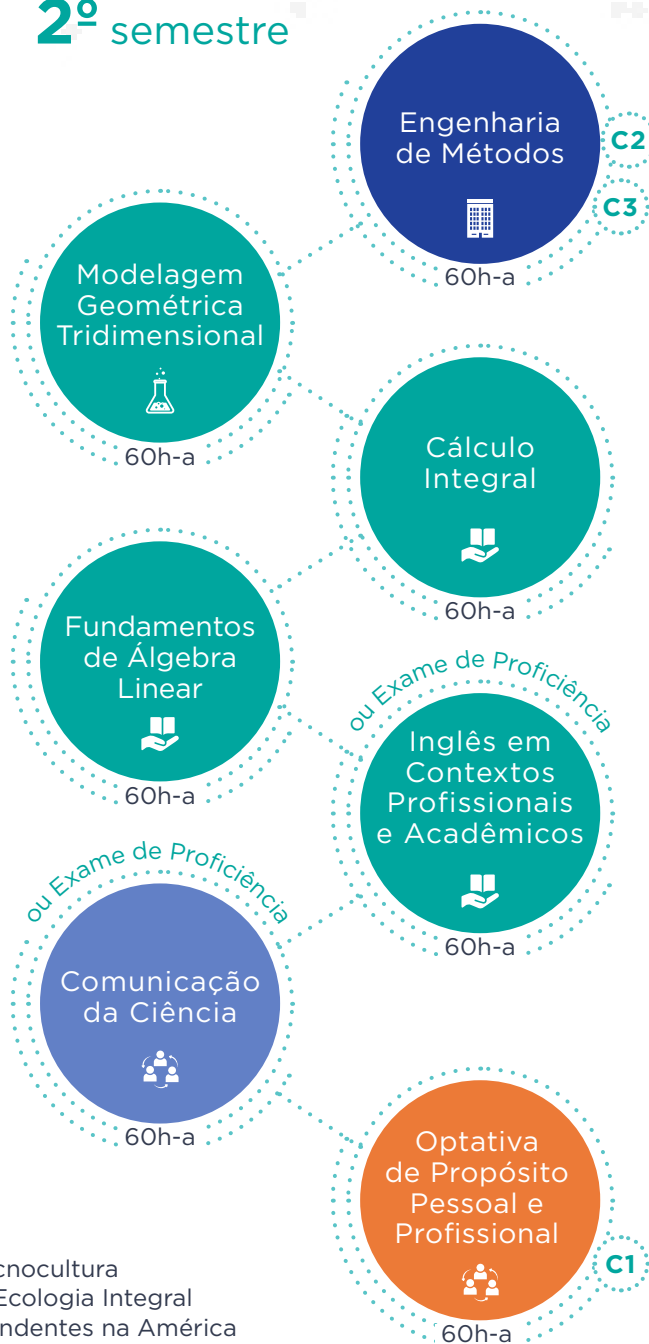 2º semestre
Engenharia
de Métodos
C2
C3
60h-a
Modelagem
Geométrica
Tridimensional
60h-a
Cálculo
Integral
60h-a
Fundamentos
de Álgebra
Linear
60h-a
ou Exame de Proficiência
Inglês em
Contextos
Profissionais
e Acadêmicos
60h-a
ou Exame de Proficiência
Comunicação
da Ciência
60h-a
Optativa
de Propósito
Pessoal e
Profissional
C1
60h-a
cnocultura
Ecologia Integral
ndentes na América